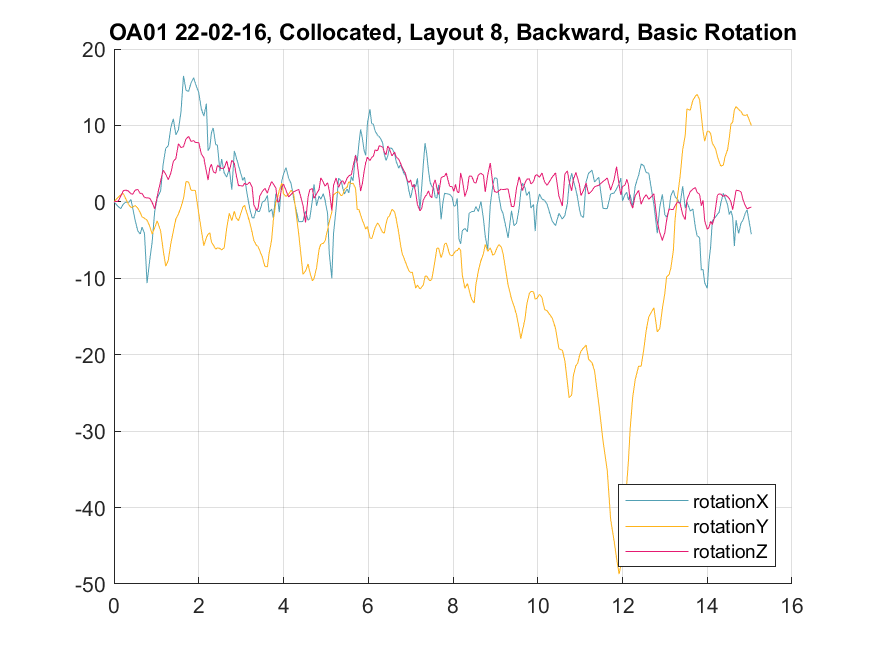 OA01 22-02-16, Collocated, Layout 8, Backward, Basic Rotation
20
10
0
-10
-20
-30
-40
-50
rotationX
rotationY
rotationZ
0 2 4 6 8 10 12 14 16